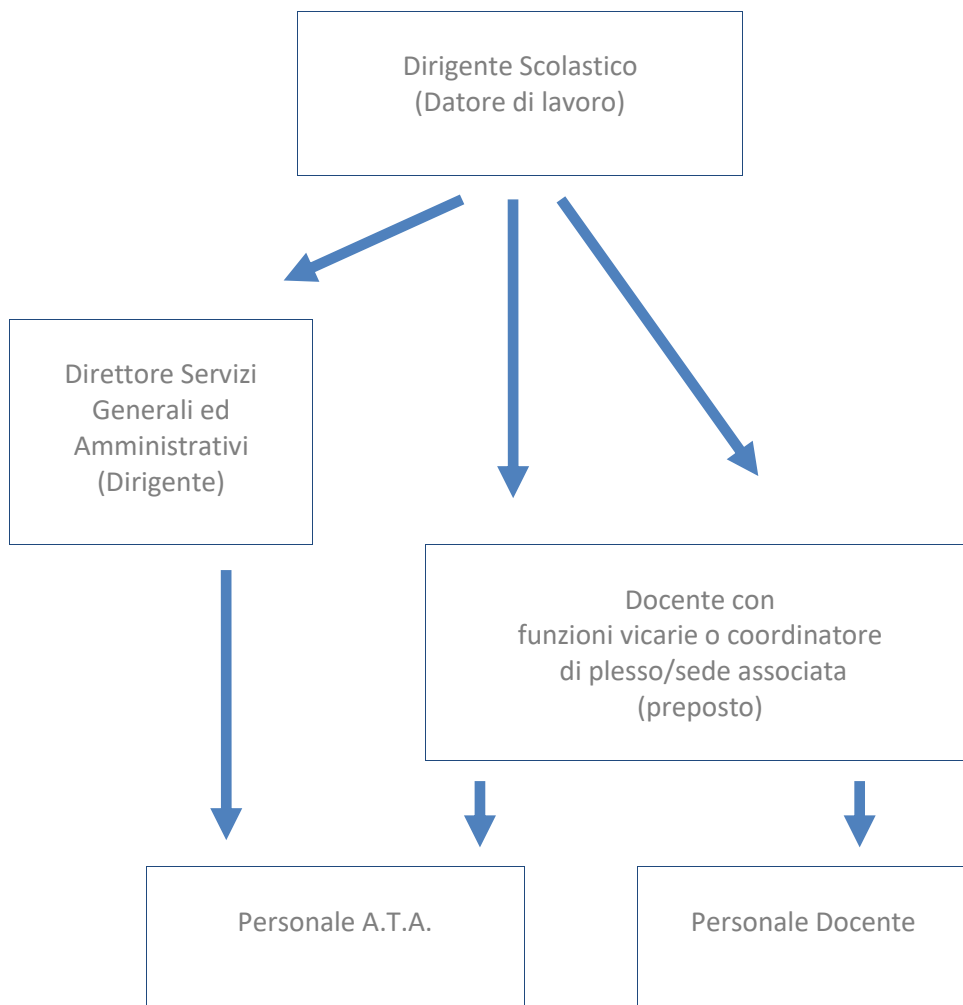 Dirigente Scolastico
(Datore di lavoro)
Direttore Servizi
Generali ed
Amministrativi
(Dirigente)
Docente con
funzioni vicarie o coordinatore
di plesso/sede associata
(preposto)
Personale A.T.A.
Personale Docente